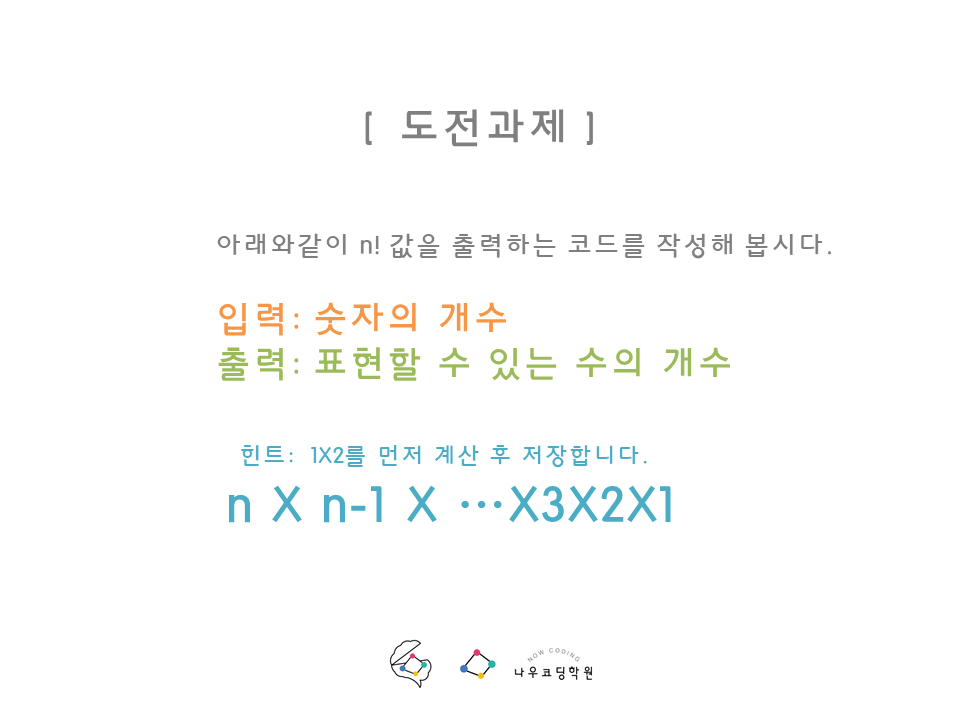 [ 도전과제 ]
아래와같이 n! 값을 출력하는 코드를 작성해 봅시다.
입력: 숫자의 개수
출력: 표현할 수 있는 수의 개수
힌트: 1X2를 먼저 계산 후 저장합니다.
n X n-1 X …X3X2X1
NOW CODING
나우코딩학원